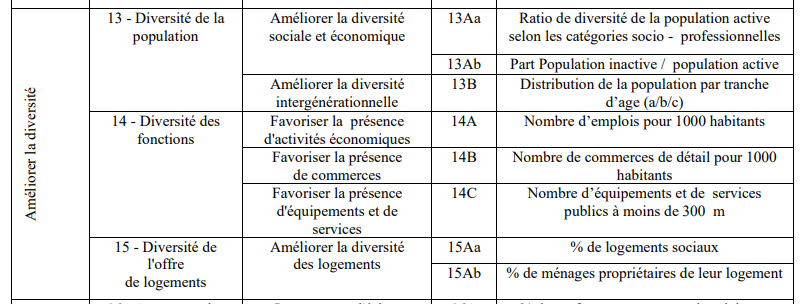 Améliorer la diversité
13 - Diversité de la
population
Améliorer la diversité
sociale et économique
13Aa
Ratio de diversité de la population active
selon les catégories socio - professionnelles
13Ab
Part Population inactive / population active
Améliorer la diversité
intergénérationnelle
13B
Distribution de la population par tranche
d'age (a/b/c)
14 - Diversité des
fonctions
Favoriser la présence
d'activités économiques
14A
Nombre d'emplois pour 1000 habitants
Favoriser la présence
de commerces
14B
Nombre de commerces de détail pour 1000
habitants
Favoriser la présence
d'équipements et de
services
14C
Nombre d'équipements et de services
publics à moins de 300 m
15 - Diversité de
l'offre
de logements
Améliorer la diversité
des logements
15Aa
% de logements sociaux
15Ab
% de ménages propriétaires de leur logement